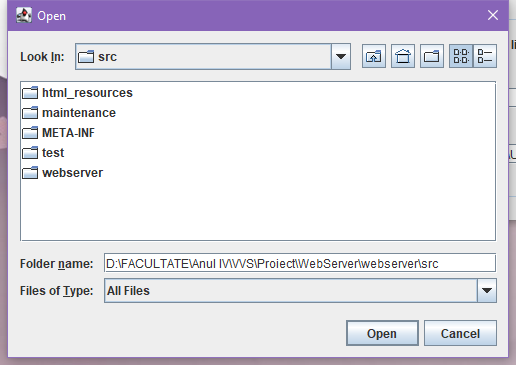 Open
Look In: src
html_resources
maintenance
META-INF
test
webserver
Folder name: D:\FACULTATE\Anul IV\VVS\Proiect\WebServer\webserver\src
Files of Type: All Files
Open Cancel